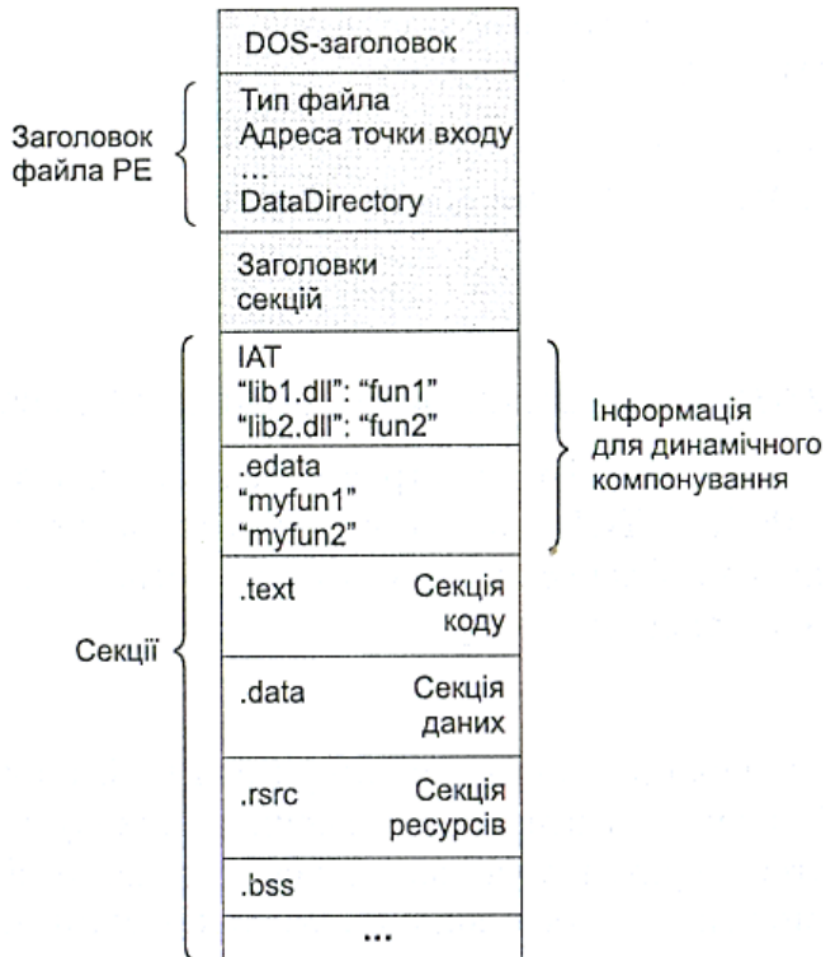 DOS-заголовок
Заголовок
файла PE
Тип файла
Адреса точки входу
...
DataDirectory
Заголовки
секцій
Секції
IAT
“lib1.dll”: “fun1”
“lib2.dll”: “fun2”
.edata
“myfun1”
“myfun2”
Інформація
для динамічного
компонування
.text Секція
коду
.data Секція
даних
.rsrc Секція
ресурсів
.bss
...